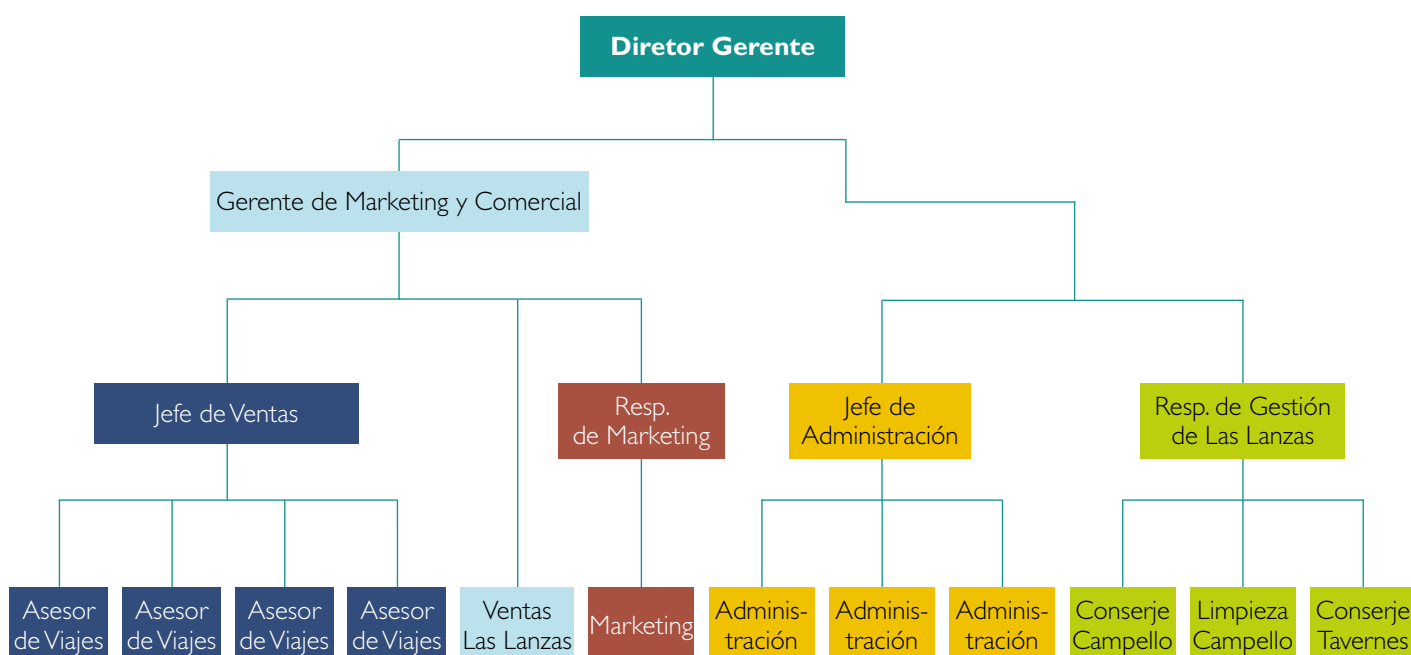 Diretor Gerente
Gerente de Marketing y Comercial
Jefe de Ventas
Resp.
de Marketing
Jefe de
Administración
Resp. de Gestión
de Las Lanzas
Asesor
de Viajes
Asesor
de Viajes
Asesor
de Viajes
Asesor
de Viajes
Ventas
Las Lanzas
Marketing
Adminis-
tración
Adminis-
tración
Adminis-
tración
Conserje
Campello
Limpieza
Campello
Conserje
Tavernes